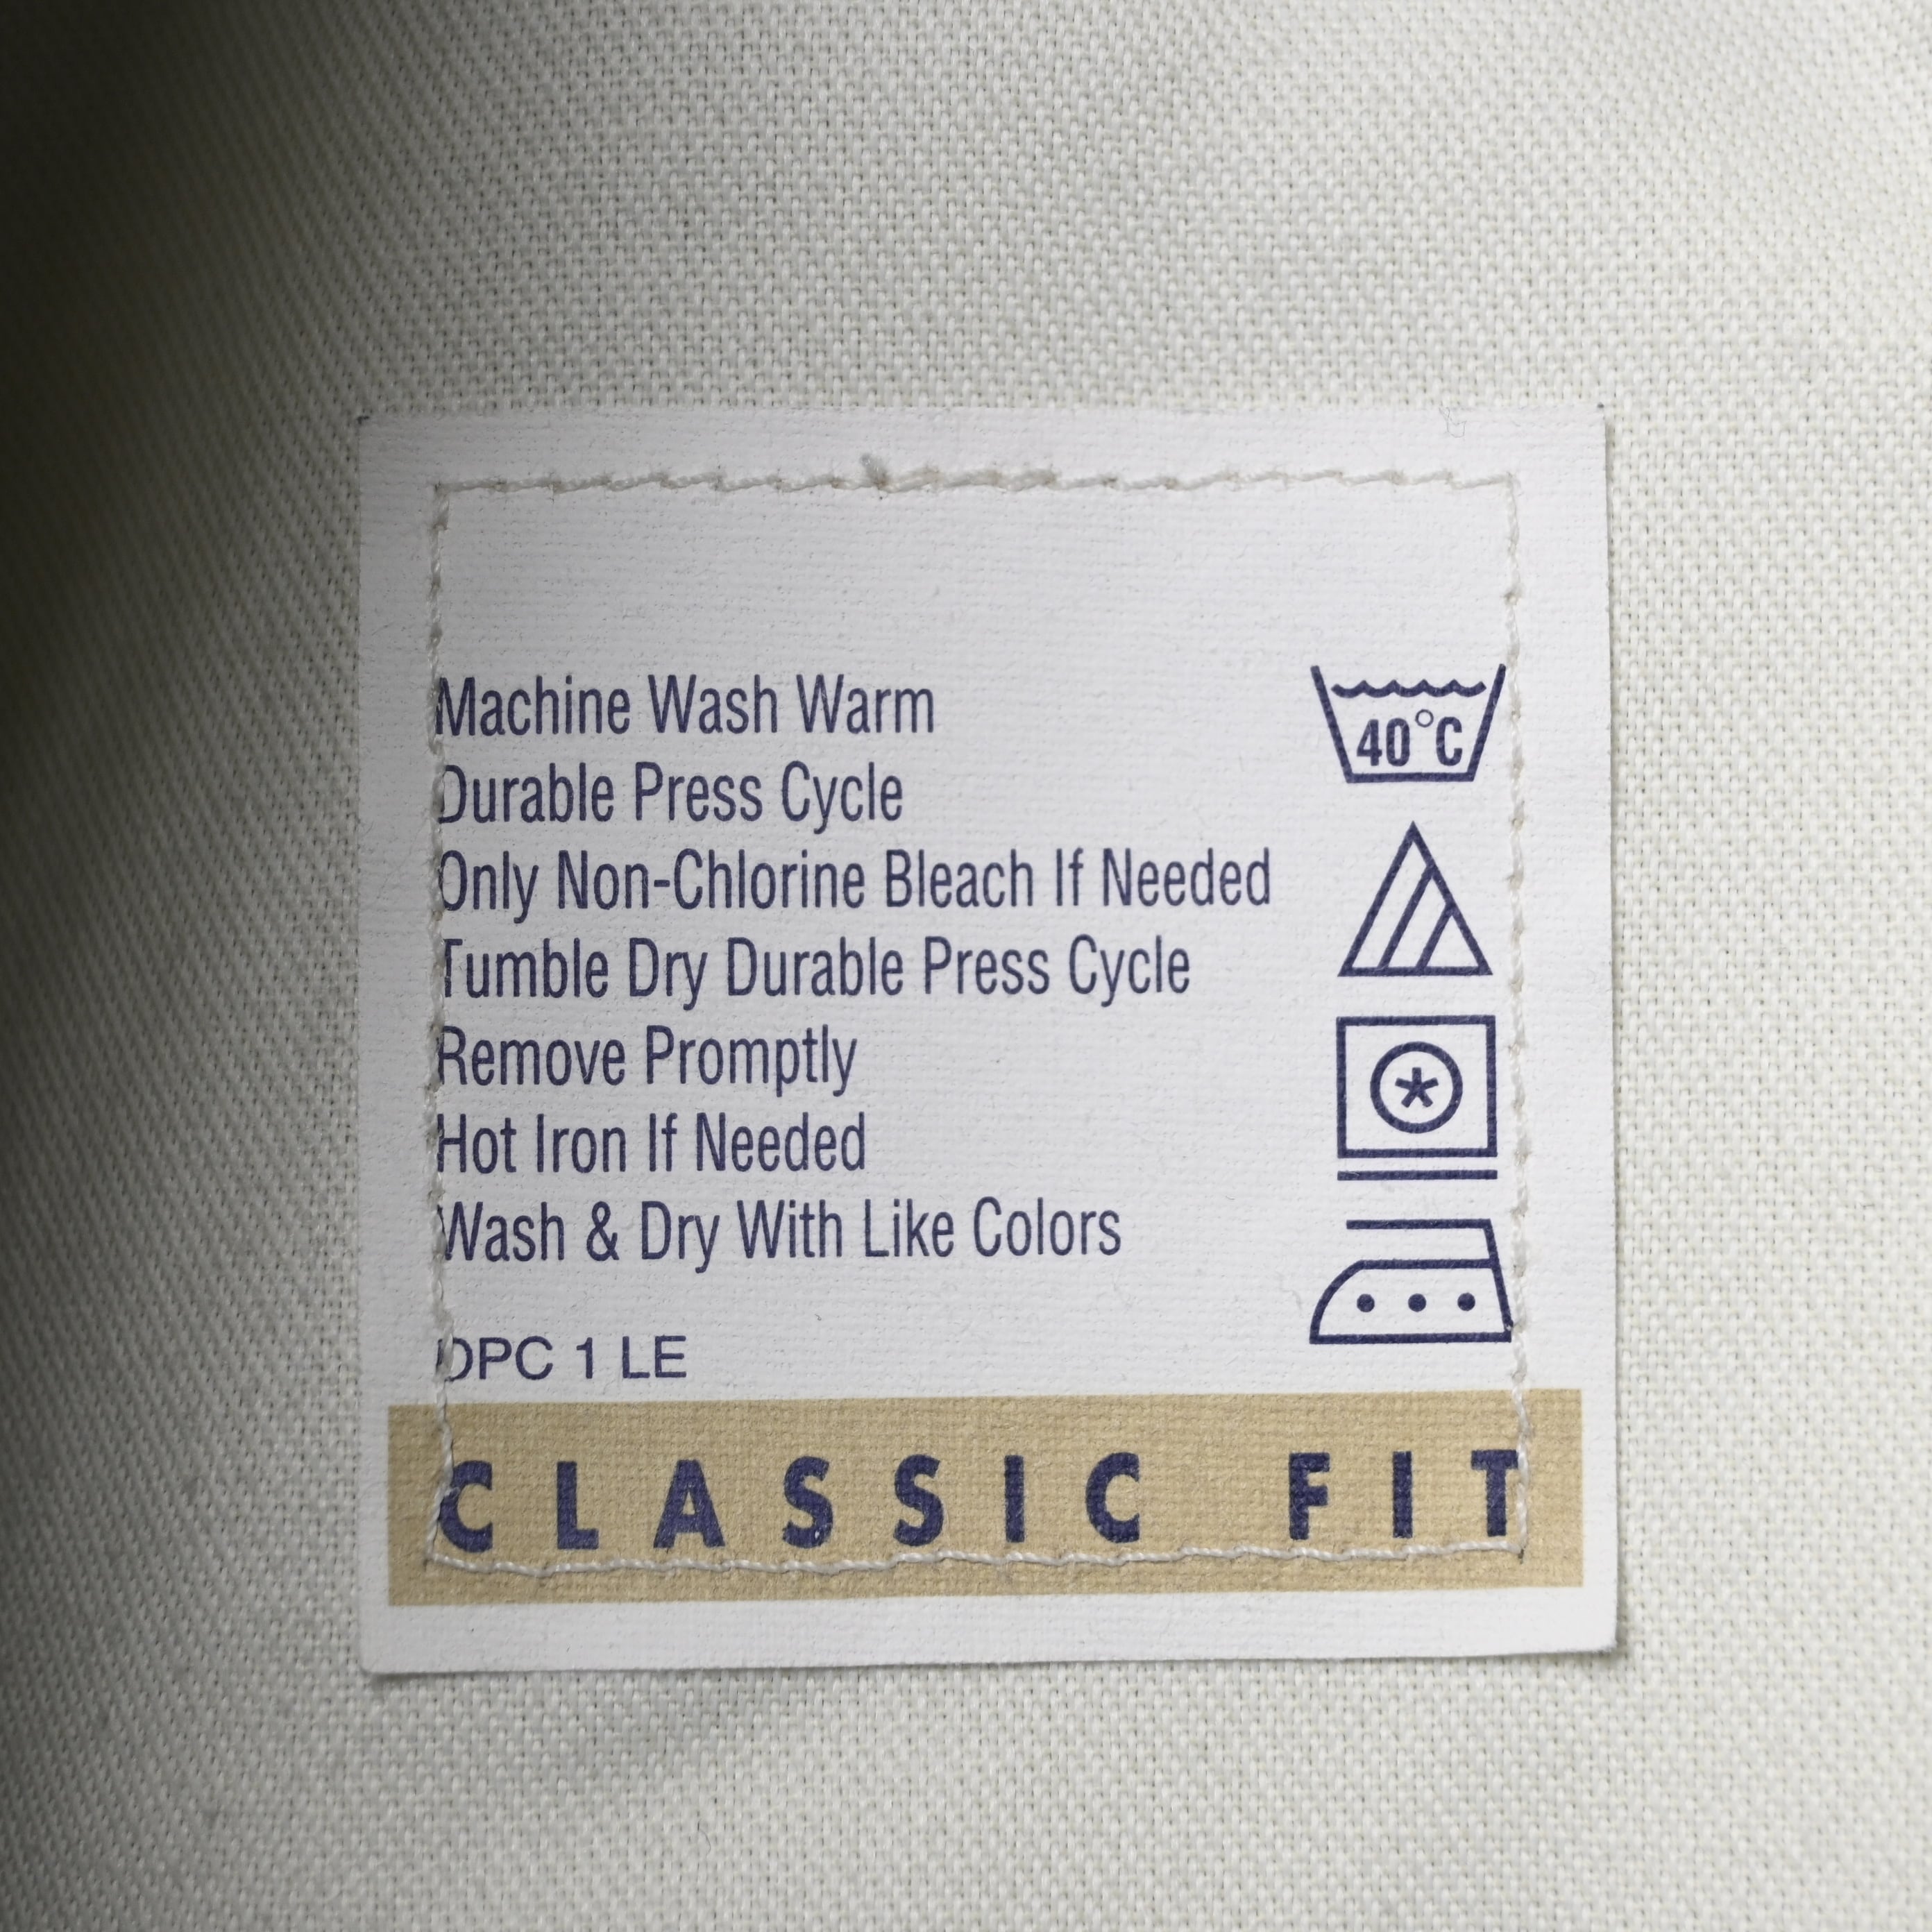 Machine Wash Warm
40°C
Durable Press Cycle
Only Non-Chlorine Bleach If Needed
Tumble Dry Durable Press Cycle
Remove Promptly
Hot Iron If Needed
Wash & Dry With Like Colors
OPC 1 LE
CLASSIC FIT